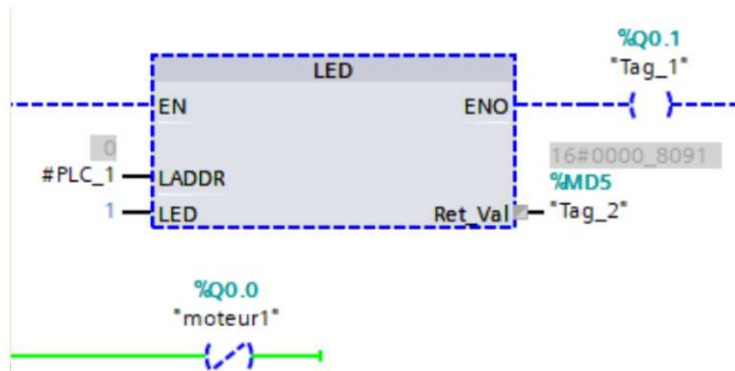 %Q0.1
"Tag_1"
LED
EN
ENO
0
#PLC_1
LADDR
16#0000_8091
%MD5
1
LED
Ret_Val
"Tag_2"
%Q0.0
"moteur1"